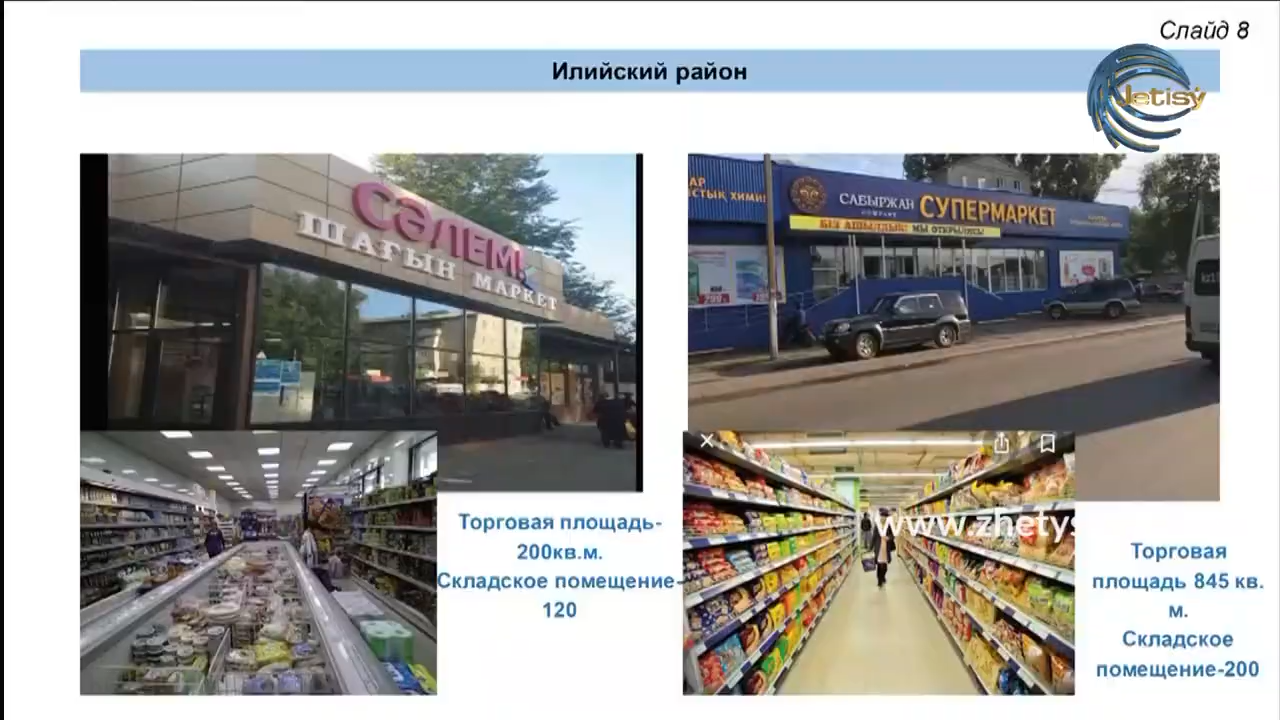 Слайд 8
Илийский район
Jetisý
СӘЛЕМ!
ШАҒЫН МАРКЕТ
САБЫРЖАН
COMPANY
СУПЕРМАРКЕТ
БІЗ АШЫЛДЫҚ! МЫ ОТКРЫЛИСЬ!
www.zhetys
Торговая площадь-
200кв.м.
Складское помещение-
120
Торговая
площадь 845 кв.
м.
Складское
помещение-200